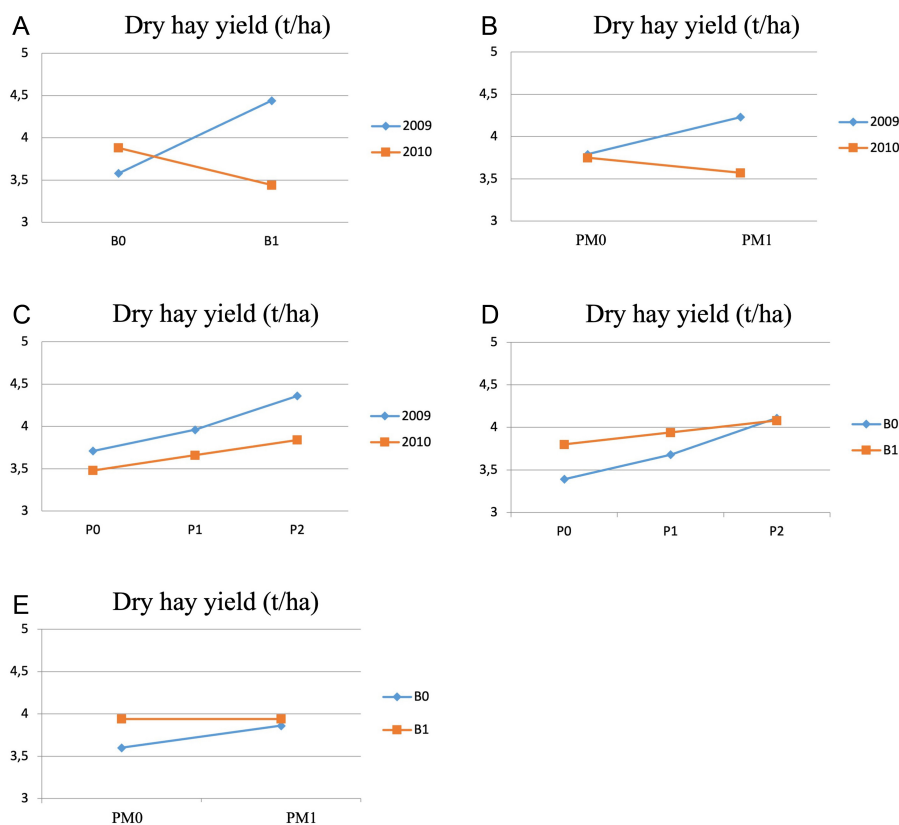 A
Dry hay yield (t/ha)
5
4,5
4
3,5
3
B0
B1
2009
2010
B
Dry hay yield (t/ha)
5
4,5
4
3,5
3
PM0
PM1
2009
2010
C
Dry hay yield (t/ha)
5
4,5
4
3,5
3
P0
P1
P2
2009
2010
D
Dry hay yield (t/ha)
5
4,5
4
3,5
3
P0
P1
P2
B0
B1
E
Dry hay yield (t/ha)
5
4,5
4
3,5
3
PM0
PM1
B0
B1